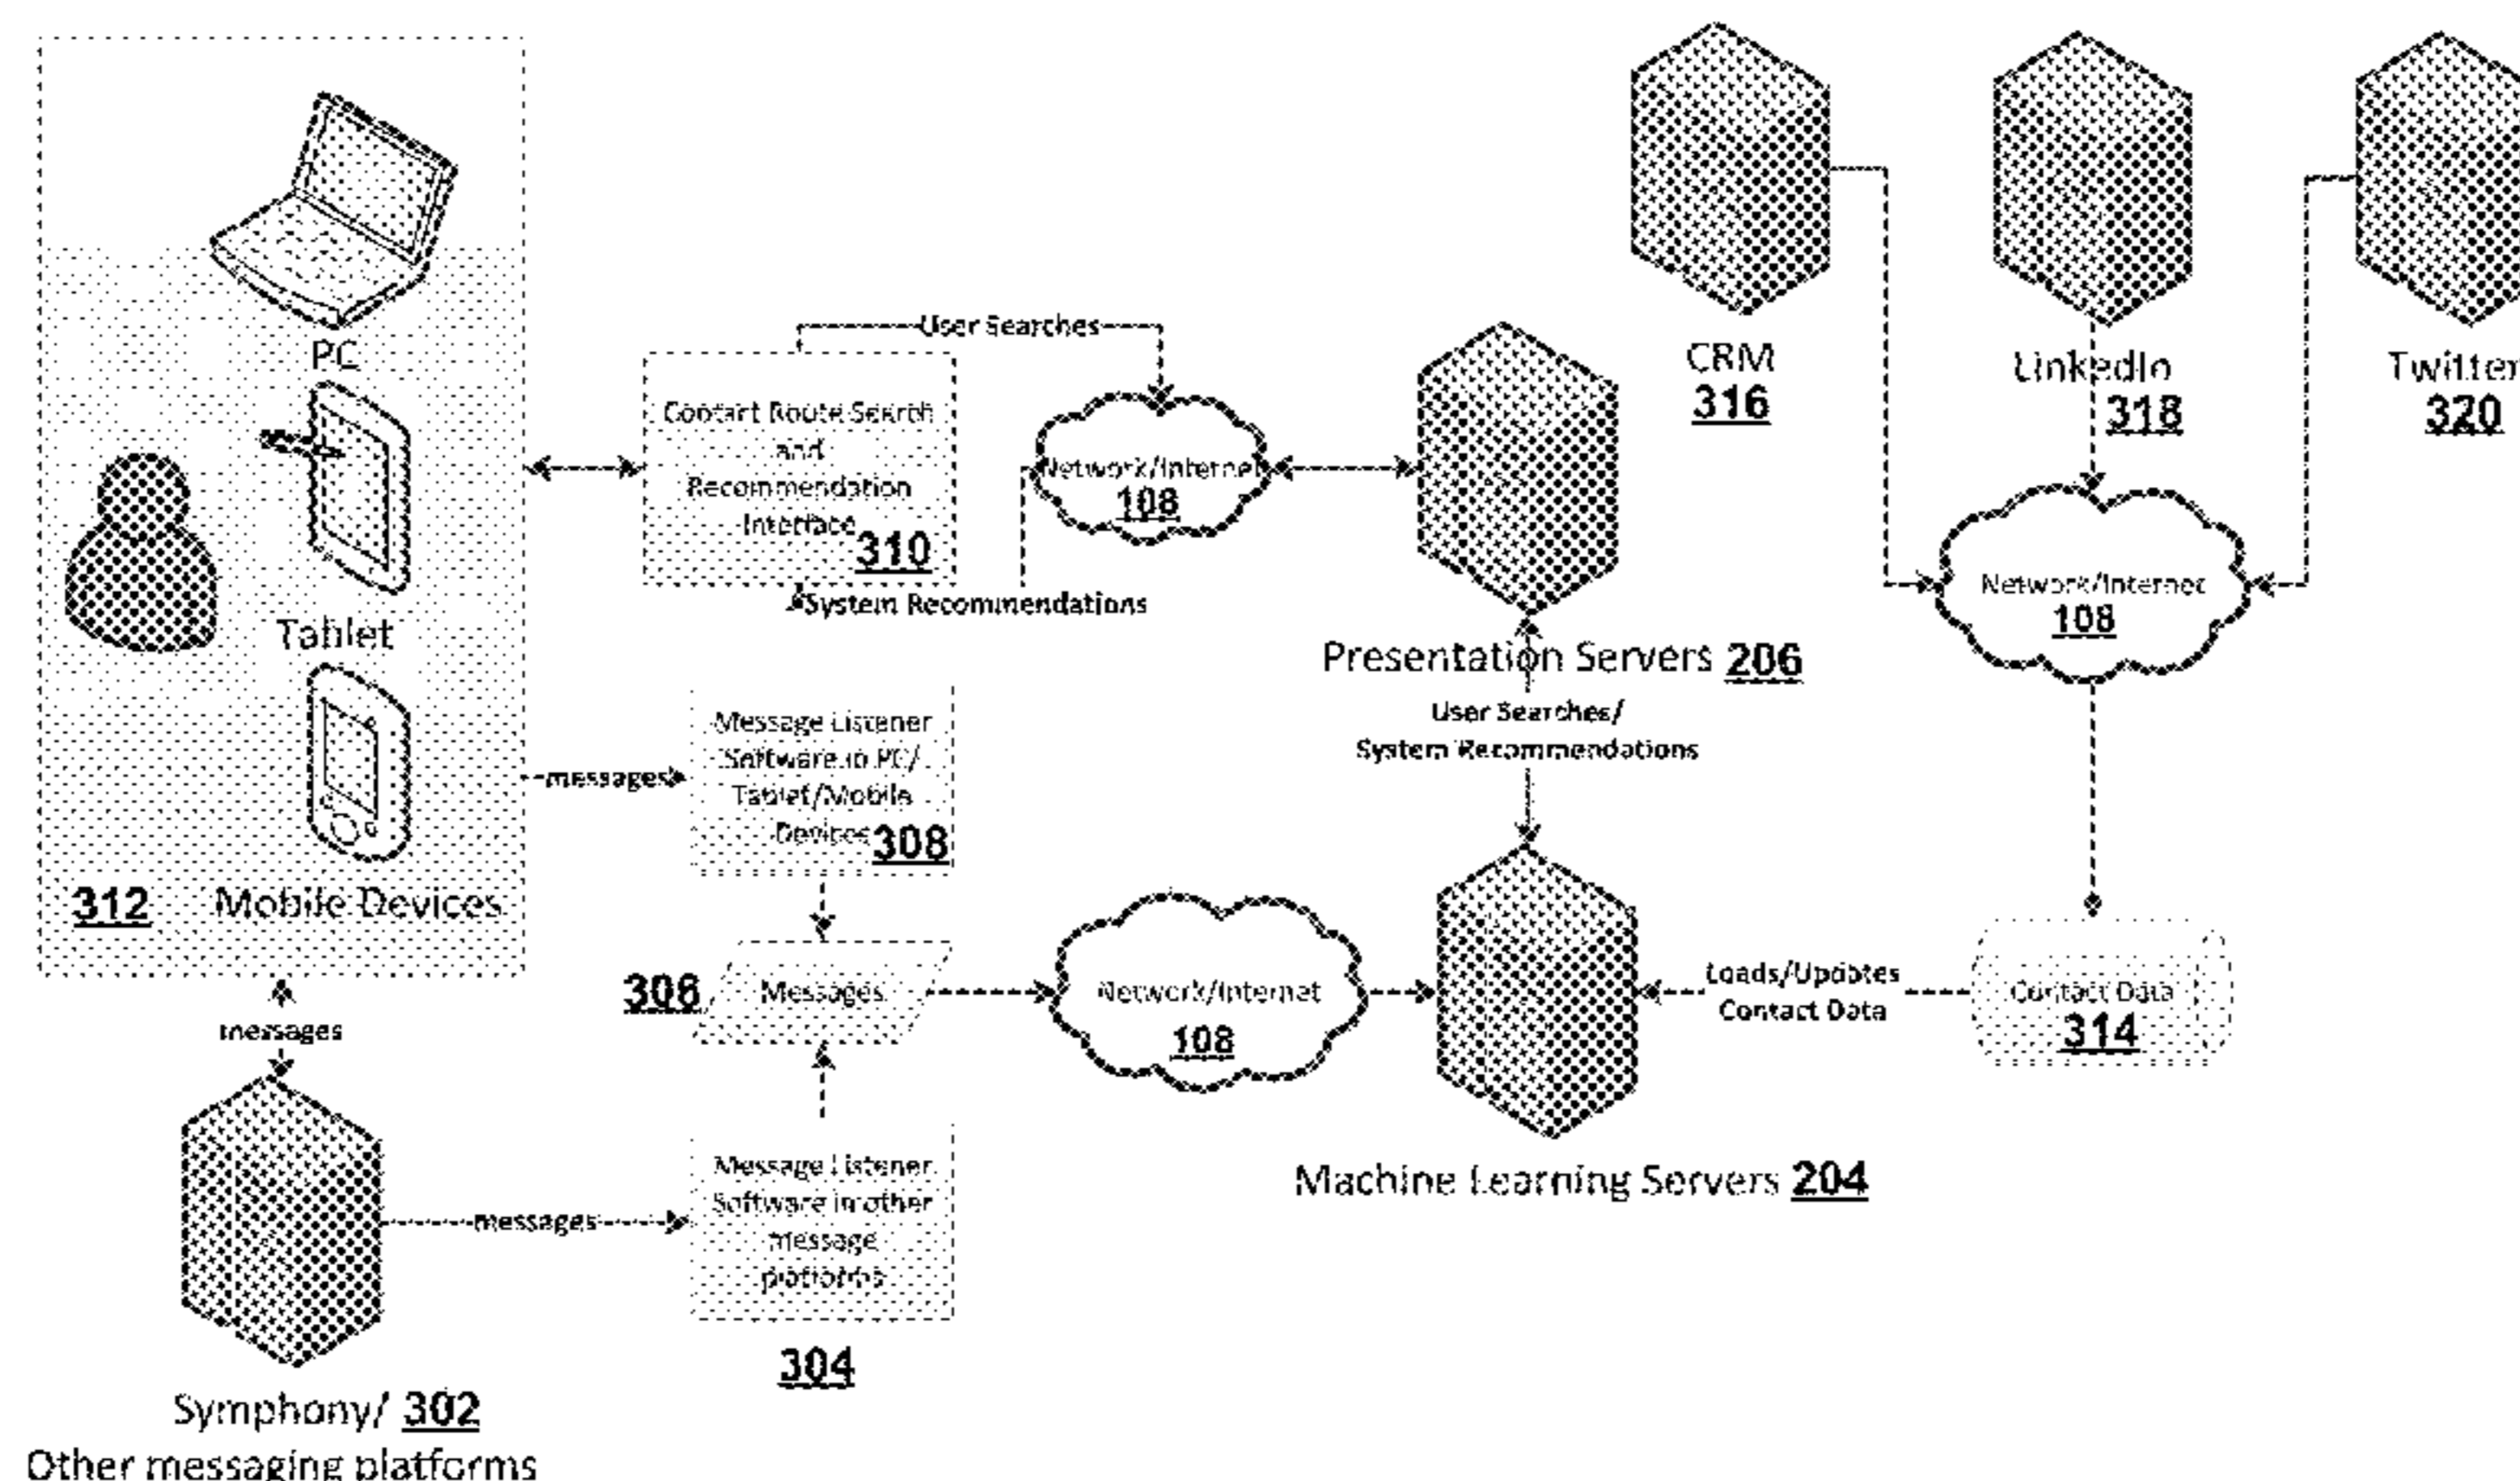 PC
Tablet
312 Mobile Devices
messages
Symphony/ 302
Other messaging platforms
User Searches
Contact Route Search
and
Recommendation
Interface 310
System Recommendations
Network/Internet
108
messages
Message Listener
Software in PC/
Tablet/Mobile
Devices 308
306 Messages
messages
Message Listener
Software in other
message
platforms
304
Network/Internet
108
Presentation Servers 206
User Searches/
System Recommendations
Machine Learning Servers 204
CRM
316
LinkedIn
318
Twitter
320
Network/Internet
108
Loads/Updates
Contact Data
Contact Data
314